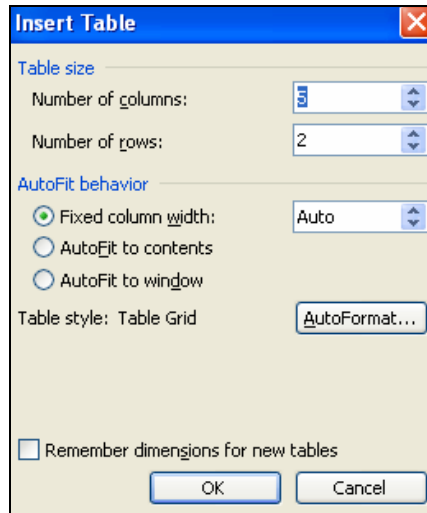 Insert Table
Table size
Number of columns: 5
Number of rows: 2
AutoFit behavior
Fixed column width: Auto
AutoFit to contents
AutoFit to window
Table style: Table Grid AutoFormat...
Remember dimensions for new tables
OK Cancel